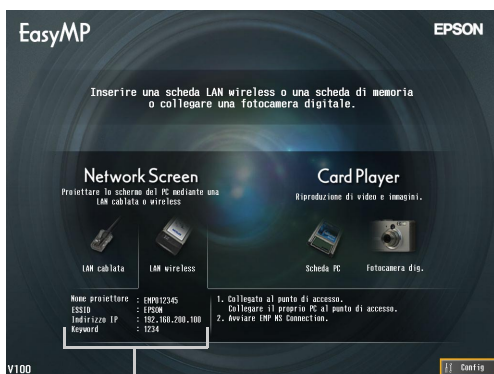 EasyMP
EPSON
Inserire una scheda LAN wireless o una scheda di memoria
o collegare una fotocamera digitale.
Network Screen
Proiettare lo schermo del PC mediante una
LAN cablata o wireless
LAN cablata
LAN wireless
Card Player
Riproduzione di video e immagini.
Scheda PC
Fotocamera dig.
Nome proiettore : EMP012345
ESSID : EPSON
Indirizzo IP : 192.168.200.100
Keyword : 1234
1. Collegato al punto di accesso.
Collegare il proprio PC al punto di accesso.
2. Avviare EMP NS Connection.
V100
Config